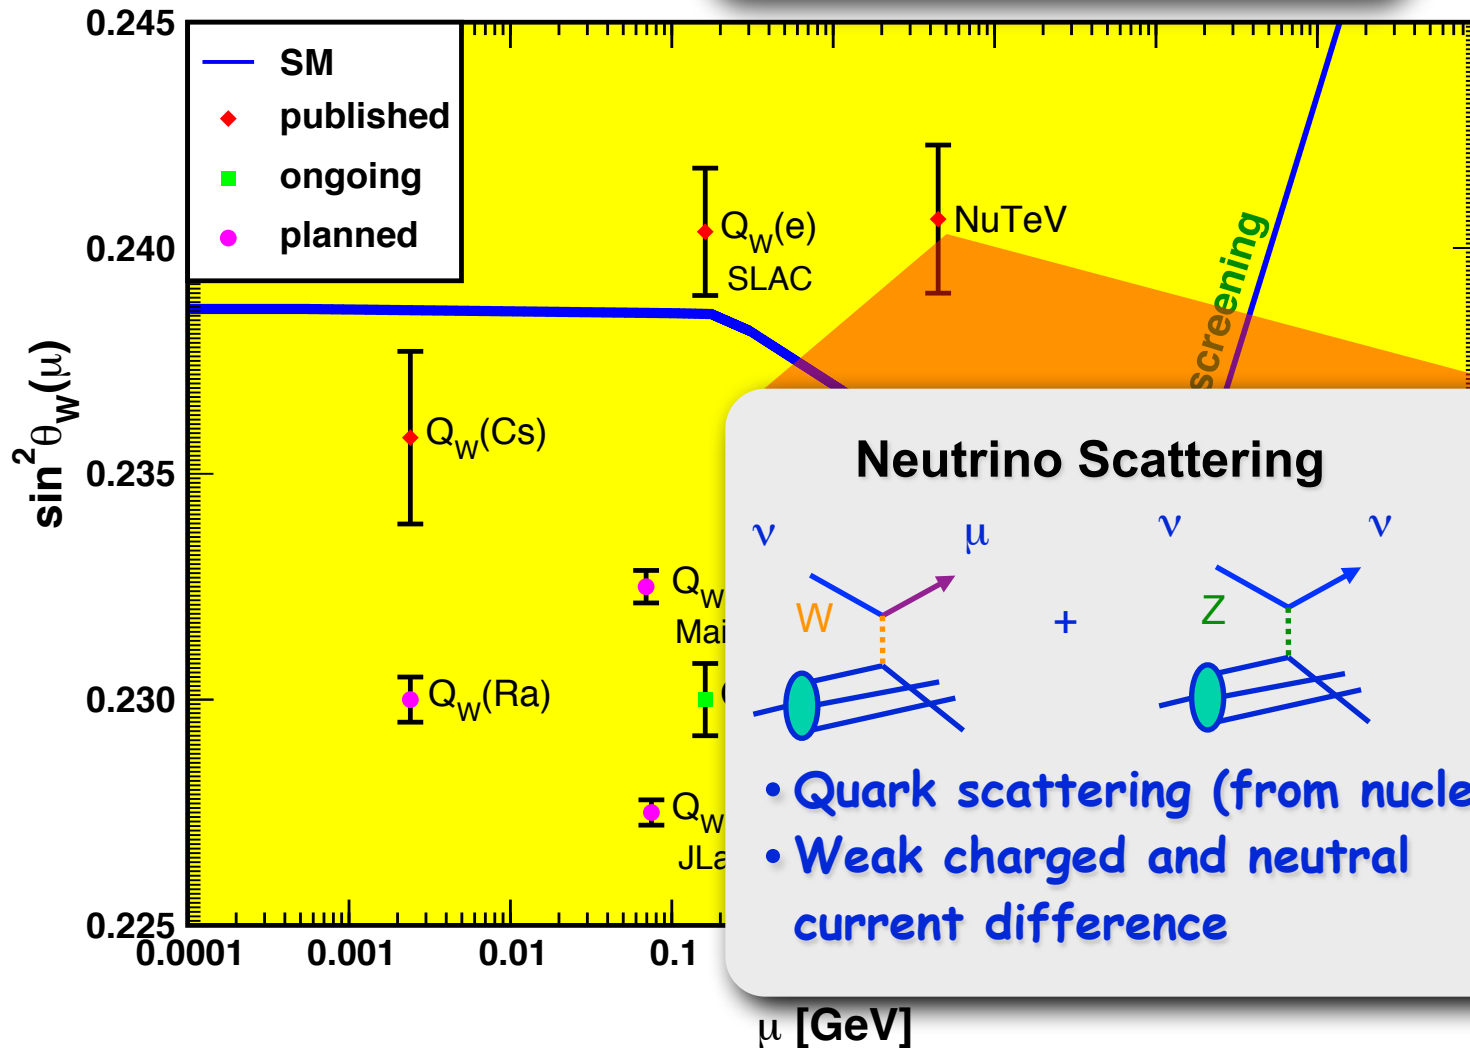 0.245
SM
published
ongoing
planned
Q_W(e)
SLAC
NuTeV
0.240
screening
sin²θ_W(μ)
Q_W(Cs)
0.235
Neutrino Scattering
ν μ ν ν
W + Z
Q_W
0.230
Q_W(Ra)
Q_W
• Quark scattering (from
• Weak charged and neutral
current difference
0.225
0.0001 0.001 0.01 0.1
μ [GeV]